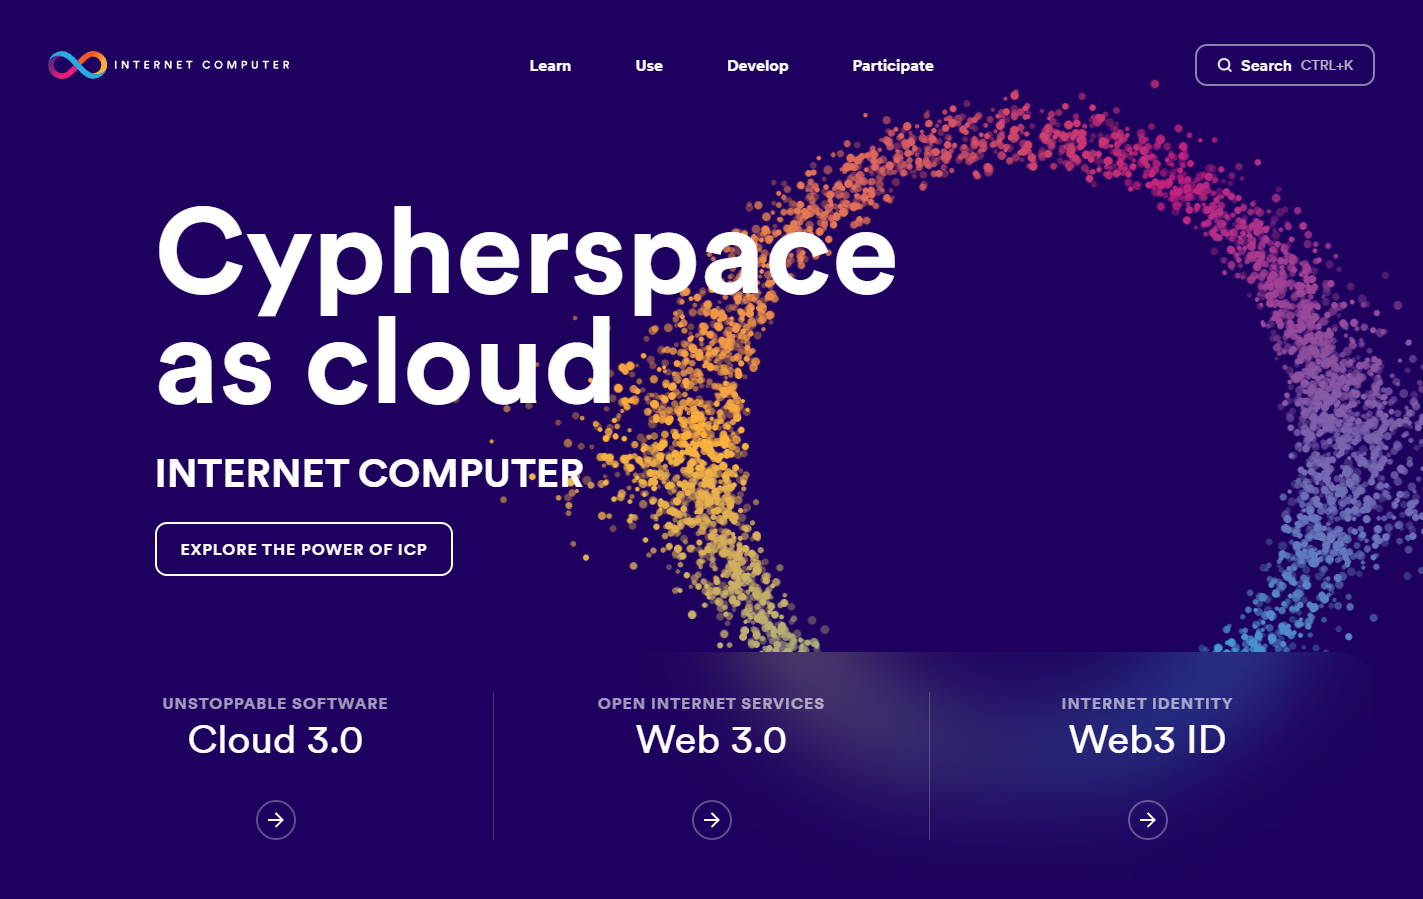 INTERNET COMPUTER
Learn
Use
Develop
Participate
Search CTRL+K
Cypherspace
as cloud
INTERNET COMPUTER
EXPLORE THE POWER OF ICP
UNSTOPPABLE SOFTWARE
Cloud 3.0
OPEN INTERNET SERVICES
Web 3.0
INTERNET IDENTITY
Web3 ID